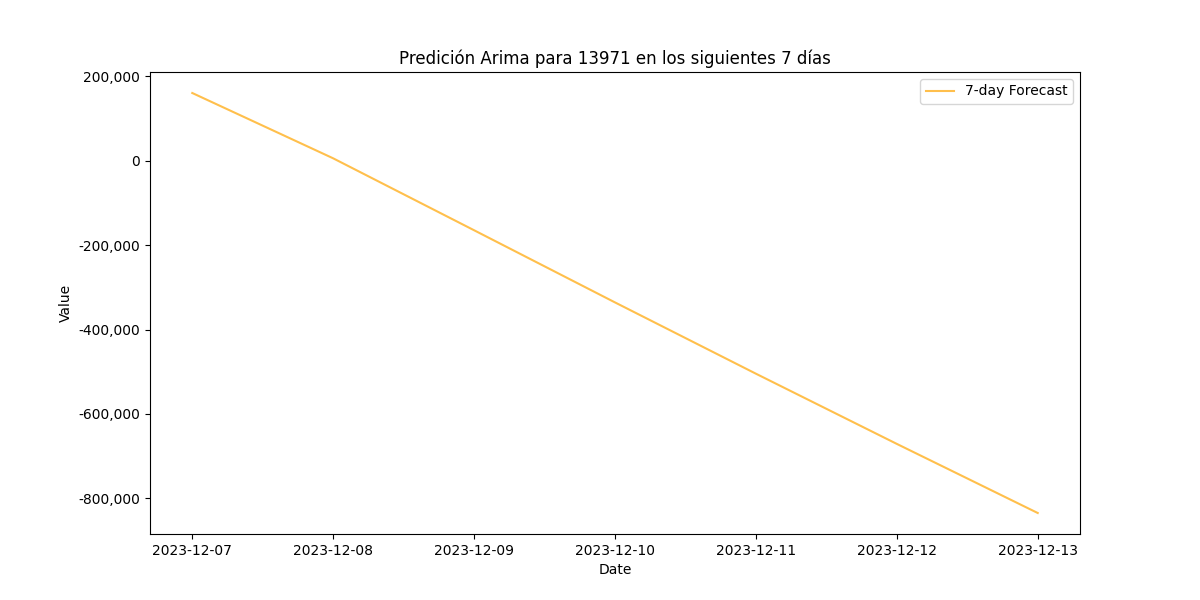 Predicción Arima para 13971 en los siguientes 7 días
7-day Forecast
200,000
0
-200,000
-400,000
-600,000
-800,000
Value
2023-12-07 2023-12-08 2023-12-09 2023-12-10 2023-12-11 2023-12-12 2023-12-13
Date